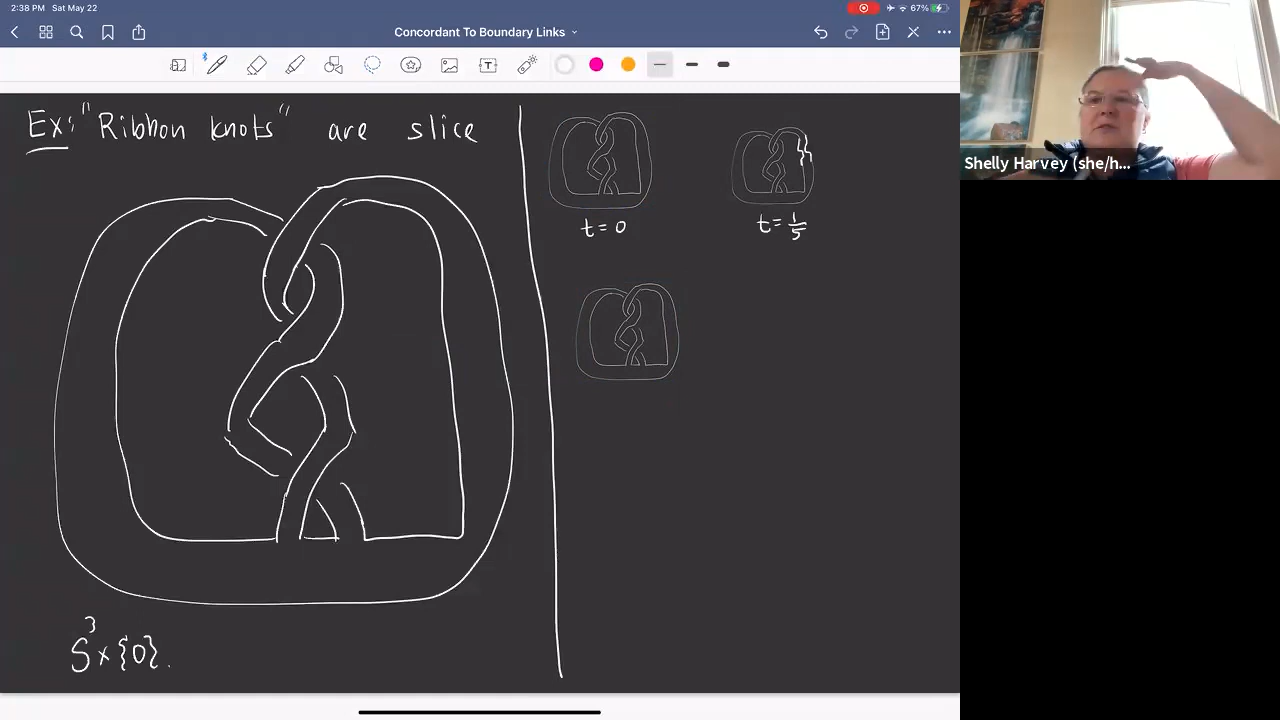 2:38 PM Sat May 22
67%
Concordant To Boundary Links
T
Ex: "Ribbon knots" are slice
t = 0
t = 1/5
S³ × {0}.
Shelly Harvey (she/h...